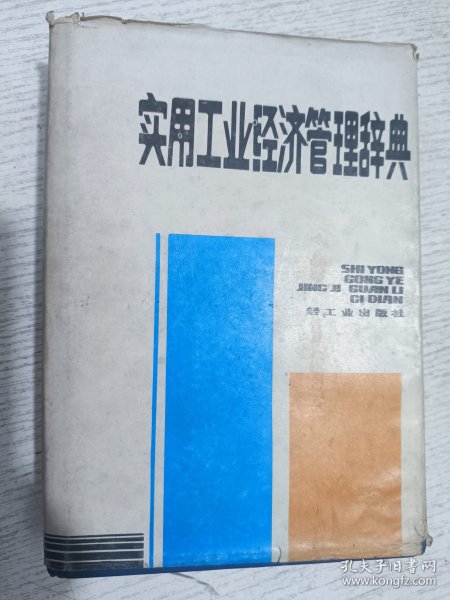 实用工业经济管理辞典
SHI YONG
GONG YE
JING JI GUAN LI
CI DIAN
轻工业出版社
孔夫子旧书网
www.kongfz.com